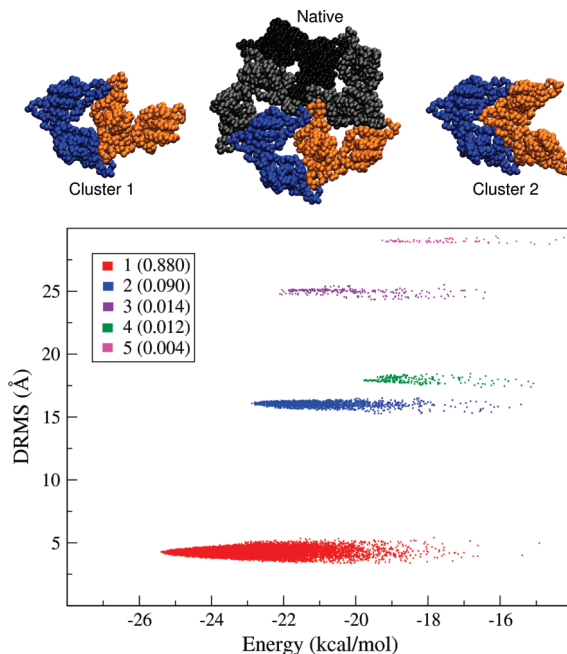 Native
Cluster 1
Cluster 2
1 (0.880)
2 (0.090)
3 (0.014)
4 (0.012)
5 (0.004)
25
20
15
10
5
DRMS (Å)
-26 -24 -22 -20 -18 -16
Energy (kcal/mol)